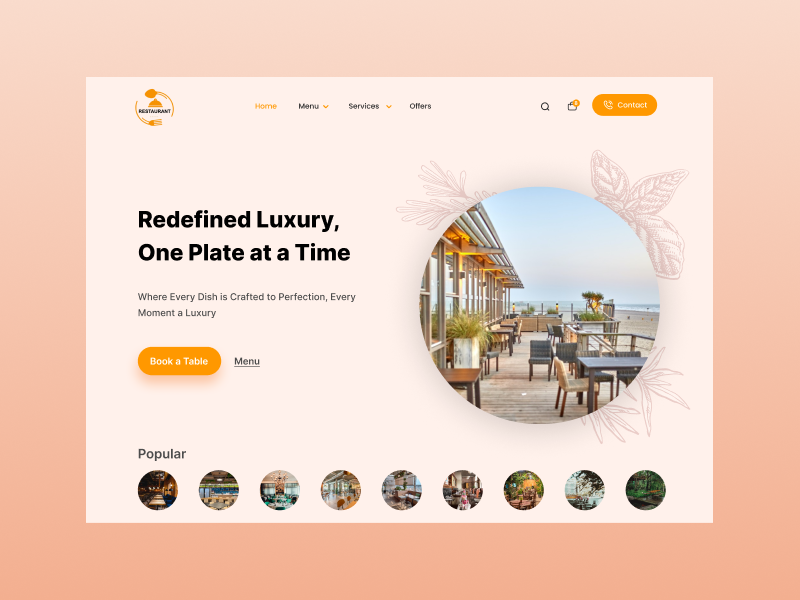 RESTAURANT
Home Menu Services Offers
Contact
Redefined Luxury,
One Plate at a Time
Where Every Dish is Crafted to Perfection, Every
Moment a Luxury
Book a Table Menu
Popular